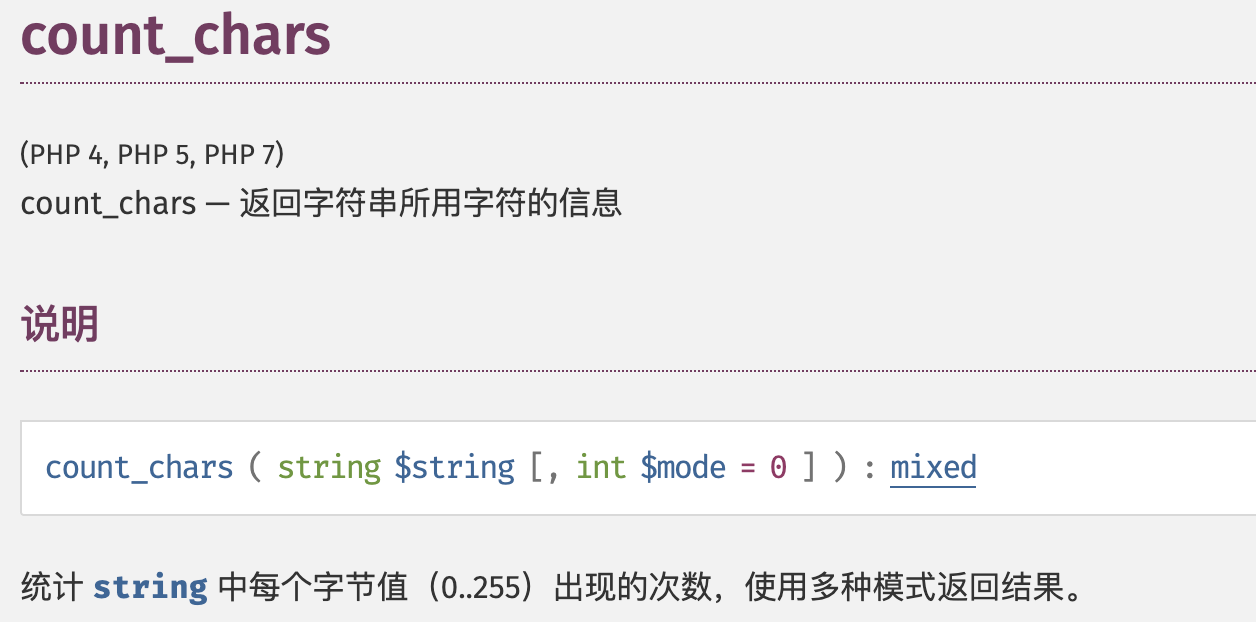 count_chars
(PHP 4, PHP 5, PHP 7)
count_chars — 返回字符串所用字符的信息
说明
count_chars ( string $string [, int $mode = 0 ] ) : mixed
统计 string 中每个字节值（0..255）出现的次数，使用多种模式返回结果。